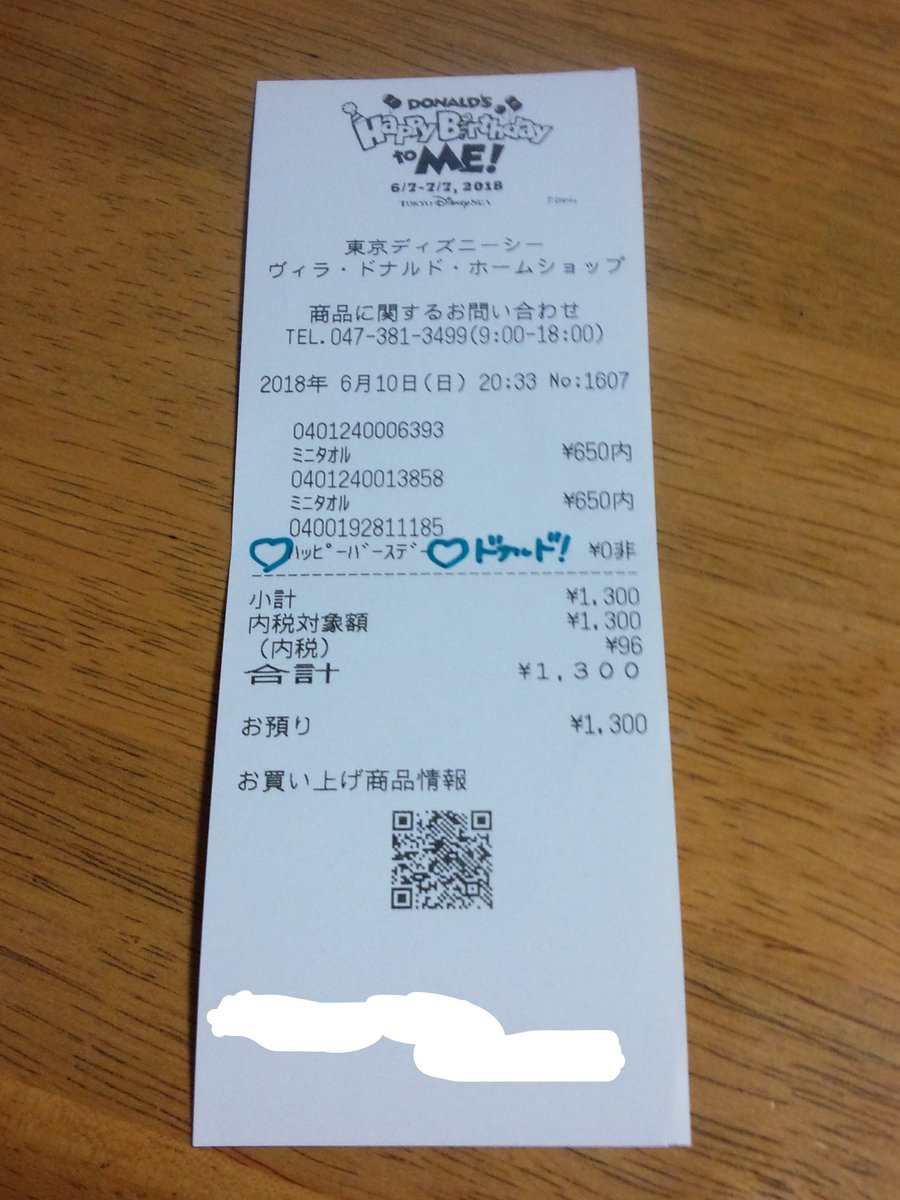 DONALD'S
Happy Birthday
to ME!
6/7-7/7, 2018
TOKYO DisneySEA
© Disney
東京ディズニーシー
ヴィラ・ドナルド・ホームショップ
商品に関するお問い合わせ
TEL.047-381-3499(9:00-18:00)
2018年 6月10日(日) 20:33 No:1607
0401240006393
ﾐﾆﾀｵﾙ ¥650内
0401240013858
ﾐﾆﾀｵﾙ ¥650内
0400192811185
♡ﾊｯﾋﾟｰﾊﾞｰｽﾃﾞｰ♡ドナルド! ¥0非
小計 ¥1,300
内税対象額 ¥1,300
(内税) ¥96
合計 ¥1,300
お預り ¥1,300
お買い上げ商品情報